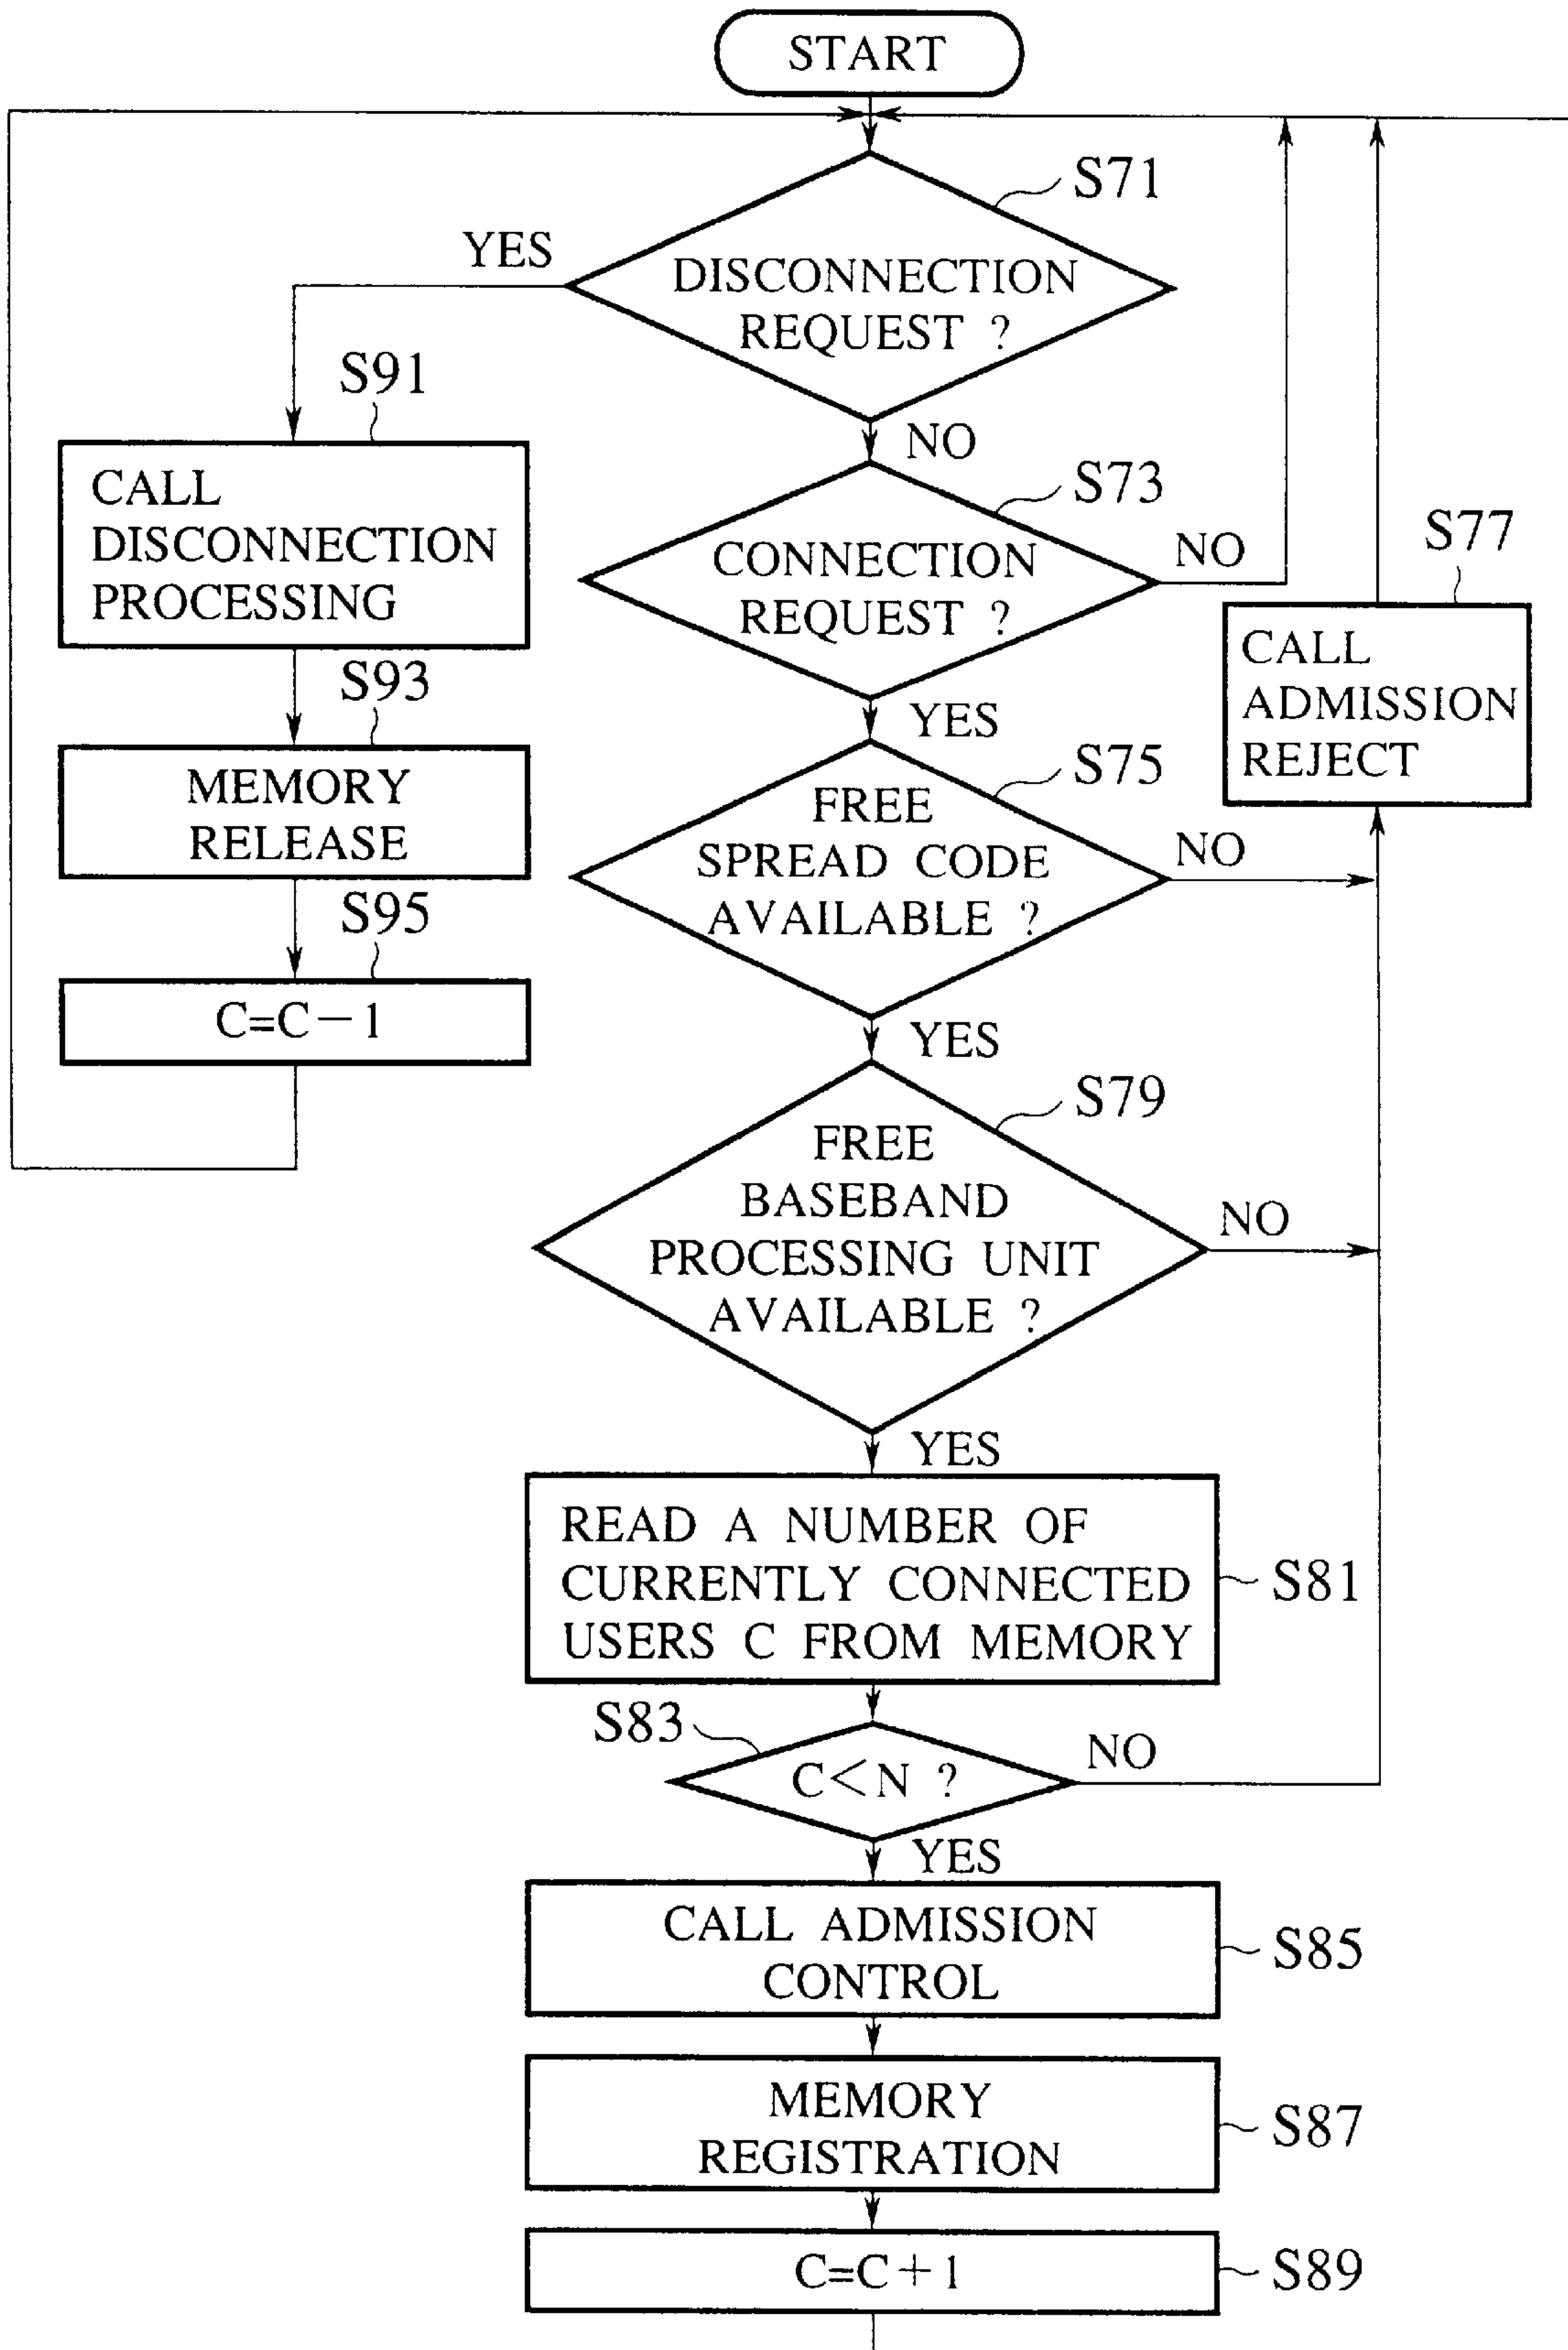 START
S71
YES
DISCONNECTION
REQUEST ?
S91
NO
CALL
DISCONNECTION
PROCESSING
S73
CONNECTION
REQUEST ?
NO
S77
CALL
ADMISSION
REJECT
S93
YES
MEMORY
RELEASE
S75
FREE
SPREAD CODE
AVAILABLE ?
NO
S95
C=C－1
YES
S79
FREE
BASEBAND
PROCESSING UNIT
AVAILABLE ?
NO
YES
READ A NUMBER OF
CURRENTLY CONNECTED
USERS C FROM MEMORY
S81
S83
C<N ?
NO
YES
CALL ADMISSION
CONTROL
S85
MEMORY
REGISTRATION
S87
C=C+1
S89